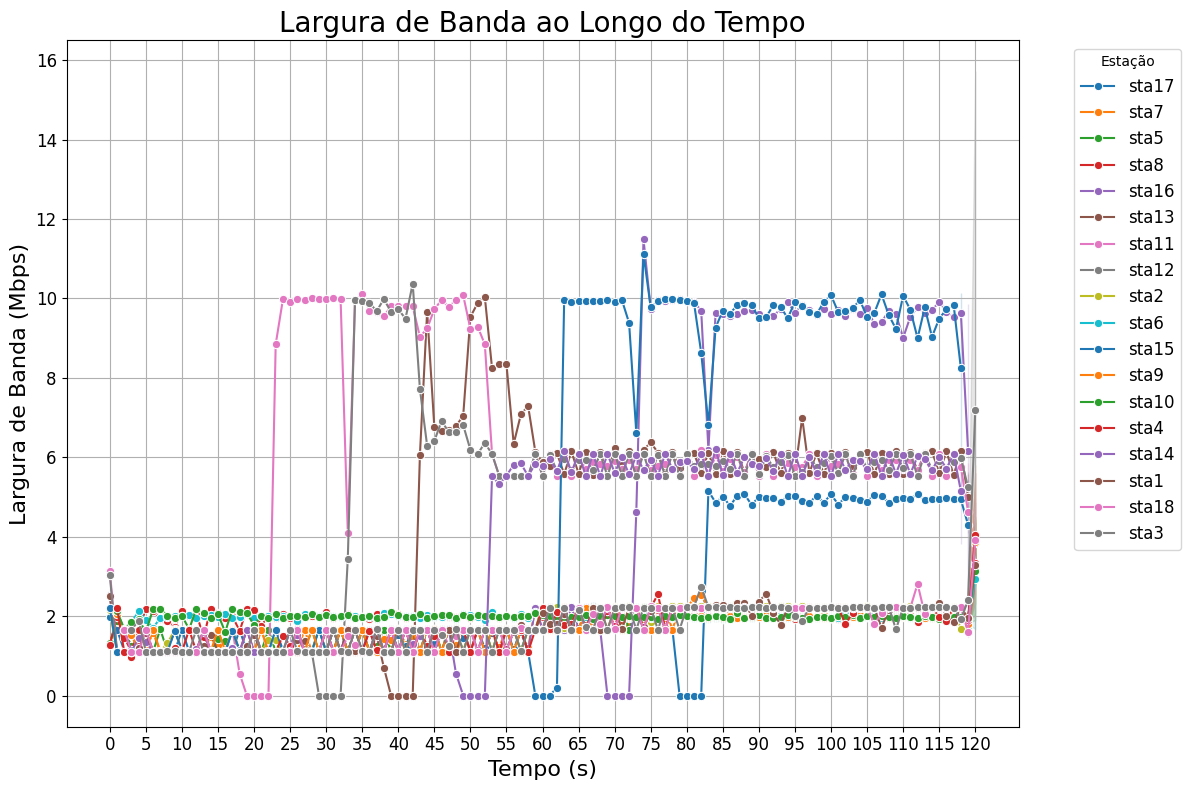 Largura de Banda ao Longo do Tempo
Largura de Banda (Mbps)
16
14
12
10
8
6
4
2
0
0 5 10 15 20 25 30 35 40 45 50 55 60 65 70 75 80 85 90 95 100 105 110 115 120
Tempo (s)
Estação
sta17
sta7
sta5
sta8
sta16
sta13
sta11
sta12
sta2
sta6
sta15
sta9
sta10
sta4
sta14
sta1
sta18
sta3